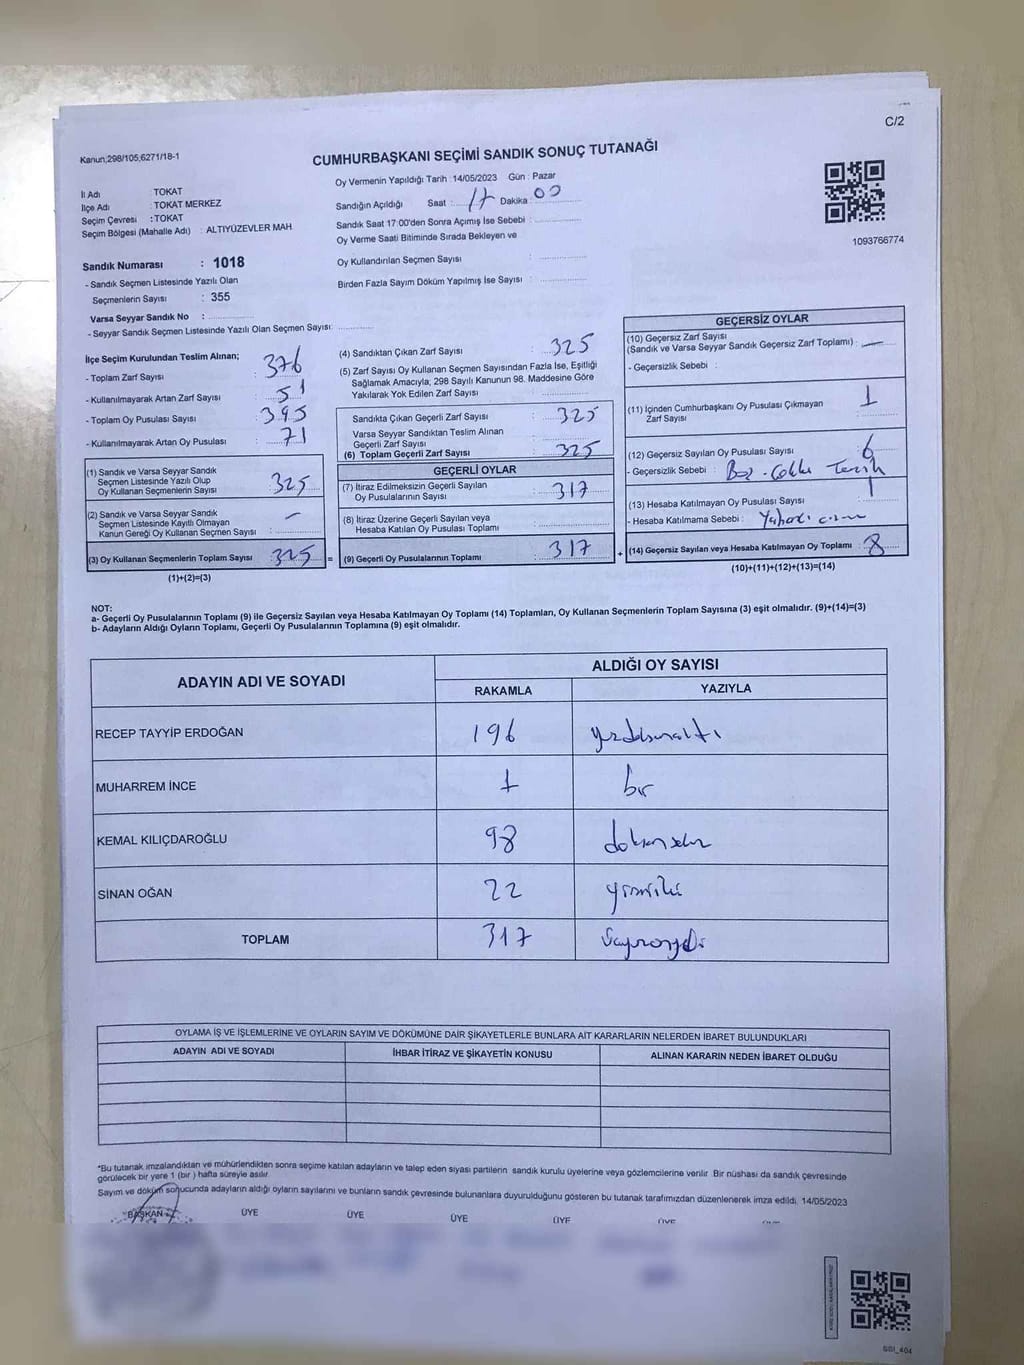 C/2
Kanun;298/105;6271/18-1
CUMHURBAŞKANI SEÇİMİ SANDIK SONUÇ TUTANAĞI
İl Adı : TOKAT
İlçe Adı : TOKAT MERKEZ
Seçim Çevresi : TOKAT
Seçim Bölgesi (Mahalle Adı) : ALTIYÜZEVLER MAH
Oy Vermenin Yapıldığı Tarih : 14/05/2023 Gün : Pazar
Sandığın Açıldığı Saat : 17 Dakika : 00
Sandık Saat 17:00'den Sonra Açımış İse Sebebi :
Oy Verme Saati Bitiminde Sırada Bekleyen ve
Oy Kullandırılan Seçmen Sayısı :
Birden Fazla Sayım Döküm Yapılmış İse Sayısı :
1093766774
Sandık Numarası : 1018
- Sandık Seçmen Listesinde Yazılı Olan
Seçmenlerin Sayısı : 355
Varsa Seyyar Sandık No :
- Seyyar Sandık Seçmen Listesinde Yazılı Olan Seçmen Sayısı:
İlçe Seçim Kurulundan Teslim Alınan;
- Toplam Zarf Sayısı : 376
- Kullanılmayarak Artan Zarf Sayısı : 51
- Toplam Oy Pusulası Sayısı : 395
- Kullanılmayarak Artan Oy Pusulası : 71
(1) Sandık ve Varsa Seyyar Sandık
Seçmen Listesinde Yazılı Olup
Oy Kullanan Seçmenlerin Sayısı : 325
(2) Sandık ve Varsa Seyyar Sandık
Seçmen Listesinde Kayıtlı Olmayan
Kanun Gereği Oy Kullanan Seçmen Sayısı : -
(3) Oy Kullanan Seçmenlerin Toplam Sayısı : 325 =
(1)+(2)=(3)
(4) Sandıktan Çıkan Zarf Sayısı : 325
(5) Zarf Sayısı Oy Kullanan Seçmen Sayısından Fazla İse, Eşitliği
Sağlamak Amacıyla; 298 Sayılı Kanunun 98. Maddesine Göre
Yakılarak Yok Edilen Zarf Sayısı :
Sandıkta Çıkan Geçerli Zarf Sayısı : 325
Varsa Seyyar Sandıktan Teslim Alınan
Geçerli Zarf Sayısı :
(6) Toplam Geçerli Zarf Sayısı : 325
GEÇERLİ OYLAR
(7) İtiraz Edilmeksizin Geçerli Sayılan
Oy Pusulalarının Sayısı : 317
(8) İtiraz Üzerine Geçerli Sayılan veya
Hesaba Katılan Oy Pusulası Toplamı :
(9) Geçerli Oy Pusulalarının Toplamı : 317 +
GEÇERSİZ OYLAR
(10) Geçersiz Zarf Sayısı
(Sandık ve Varsa Seyyar Sandık Geçersiz Zarf Toplamı) : -
- Geçersizlik Sebebi :
(11) İçinden Cumhurbaşkanı Oy Pusulası Çıkmayan
Zarf Sayısı : 1
(12) Geçersiz Sayılan Oy Pusulası Sayısı : 6
- Geçersizlik Sebebi : Boş - Çoklu Tercih
(13) Hesaba Katılmayan Oy Pusulası Sayısı : 1
- Hesaba Katılmama Sebebi :
(14) Geçersiz Sayılan veya Hesaba Katılmayan Oy Toplamı : 8
(10)+(11)+(12)+(13)=(14)
NOT:
a- Geçerli Oy Pusulalarının Toplamı (9) ile Geçersiz Sayılan veya Hesaba Katılmayan Oy Toplamı (14) Toplamları, Oy Kullanan Seçmenlerin Toplam Sayısına (3) eşit olmalıdır. (9)+(14)=(3)
b- Adayların Aldığı Oyların Toplamı, Geçerli Oy Pusulalarının Toplamına (9) eşit olmalıdır.
ADAYIN ADI VE SOYADI ALDIĞI OY SAYISI
RAKAMLA YAZIYLA
RECEP TAYYİP ERDOĞAN 196 yüzdoksanaltı
MUHARREM İNCE 1 bir
KEMAL KILIÇDAROĞLU 98 doksansekiz
SİNAN OĞAN 22 yirmiiki
TOPLAM 317 üçyüzonyedi
OYLAMA İŞ VE İŞLEMLERİNE VE OYLARIN SAYIM VE DÖKÜMÜNE DAİR ŞİKAYETLERLE BUNLARA AİT KARARLARIN NELERDEN İBARET BULUNDUKLARI
ADAYIN ADI VE SOYADI İHBAR İTİRAZ VE ŞİKAYETİN KONUSU ALINAN KARARIN NEDEN İBARET OLDUĞU
*Bu tutanak imzalandıktan ve mühürlendikten sonra seçime katılan adayların ve talep eden siyasi partilerin sandık kurulu üyelerine veya gözlemcilerine verilir. Bir nüshası da sandık çevresinde
görülecek bir yere 1 (bir ) hafta süreyle asılır.
Sayım ve döküm sonucunda adayların aldığı oyların sayılarını ve bunların sandık çevresinde bulunanlara duyurulduğunu gösteren bu tutanak tarafımızdan düzenlenerek imza edildi. 14/05/2023
BAŞKAN ÜYE ÜYE ÜYE ÜYE ÜYE